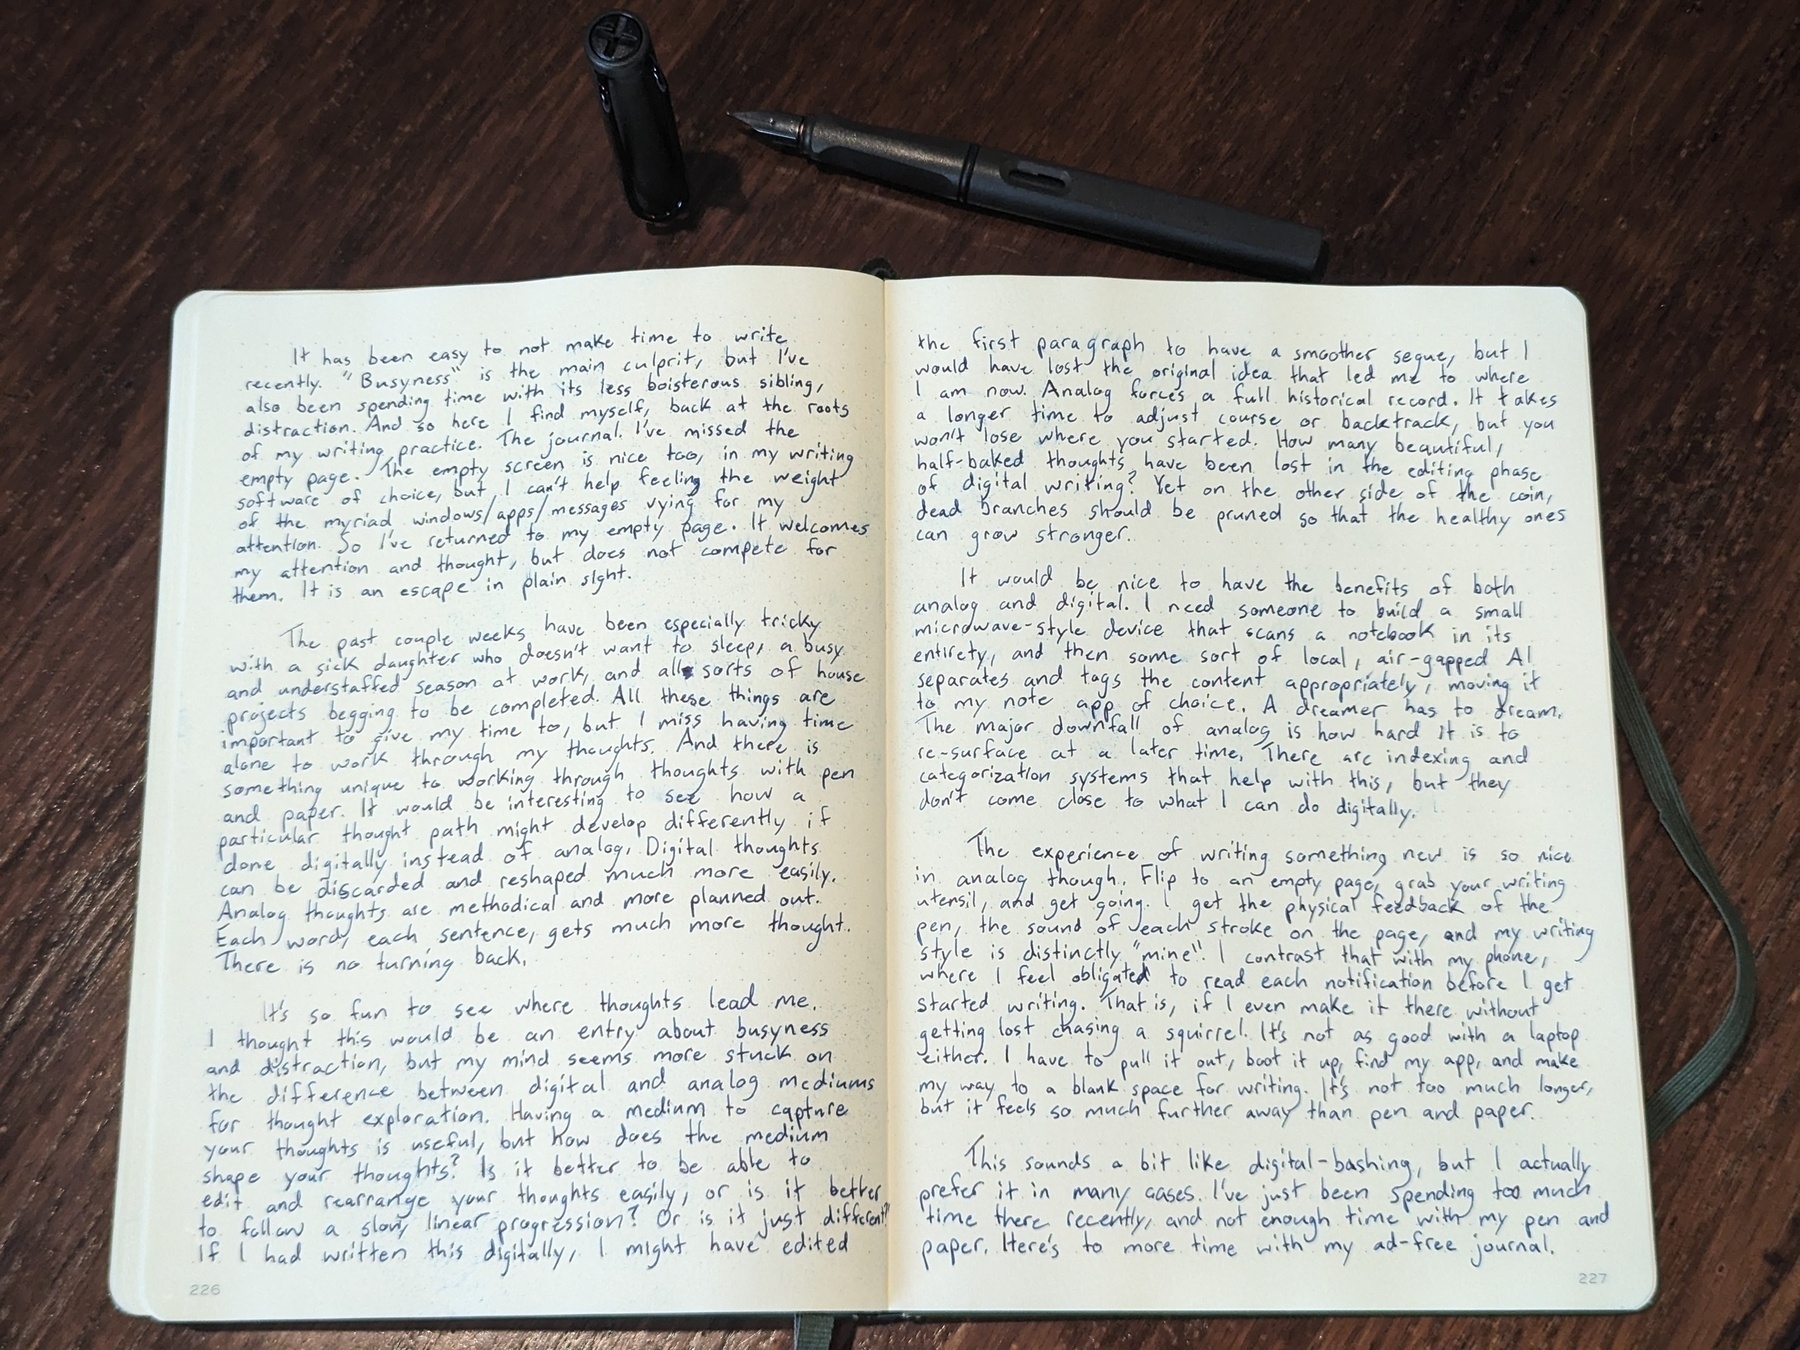 It has been easy to not make time to write
recently. "Busyness" is the main culprit, but I've
also been spending time with its less boisterous sibling,
distraction. And so here I find myself, back at the roots
of my writing practice. The journal. I've missed the
empty page. The empty screen is nice too, in my writing
software of choice, but I can't help feeling the weight
of the myriad windows/apps/messages vying for my
attention. So I've returned to my empty page. It welcomes
my attention and thought, but does not compete for
them. It is an escape in plain sight.
The past couple weeks have been especially tricky
with a sick daughter who doesn't want to sleep, a busy
and understaffed season at work, and all sorts of house
projects begging to be completed. All these things are
important to give my time to, but I miss having time
alone to work through my thoughts. And there is
something unique to working through thoughts with pen
and paper. It would be interesting to see how a
particular thought path might develop differently if
done digitally instead of analog. Digital thoughts
can be discarded and reshaped much more easily.
Analog thoughts are methodical and more planned out.
Each word, each sentence, gets much more thought.
There is no turning back.
It's so fun to see where thoughts lead me.
I thought this would be an entry about busyness
and distraction, but my mind seems more stuck on
the difference between digital and analog mediums
for thought exploration. Having a medium to capture
your thoughts is useful, but how does the medium
shape your thoughts? Is it better to be able to
edit and rearrange your thoughts easily, or is it better
to follow a slow, linear progression? Or is it just different?
If I had written this digitally, I might have edited
226
the first paragraph to have a smoother segue, but I
would have lost the original idea that led me to where
I am now. Analog forces a full historical record. It takes
a longer time to adjust course or backtrack, but you
won't lose where you started. How many beautiful,
half-baked thoughts have been lost in the editing phase
of digital writing? Yet on the other side of the coin,
dead branches should be pruned so that the healthy ones
can grow stronger.
It would be nice to have the benefits of both
analog and digital. I need someone to build a small
microwave-style device that scans a notebook in its
entirety, and then some sort of local, air-gapped AI
separates and tags the content appropriately, moving it
to my note app of choice. A dreamer has to dream.
The major downfall of analog is how hard it is to
re-surface at a later time. There are indexing and
categorization systems that help with this, but they
don't come close to what I can do digitally.
The experience of writing something new is so nice
in analog though. Flip to an empty page, grab your writing
utensil, and get going. I get the physical feedback of the
pen, the sound of each stroke on the page, and my writing
style is distinctly "mine". I contrast that with my phone,
where I feel obligated to read each notification before I get
started writing. That is, if I even make it there without
getting lost chasing a squirrel. It's not as good with a laptop
either. I have to pull it out, boot it up, find my app, and make
my way to a blank space for writing. It's not too much longer,
but it feels so much further away than pen and paper.
This sounds a bit like digital-bashing, but I actually
prefer it in many cases. I've just been spending too much
time there recently, and not enough time with my pen and
paper. Here's to more time with my ad-free journal.
227